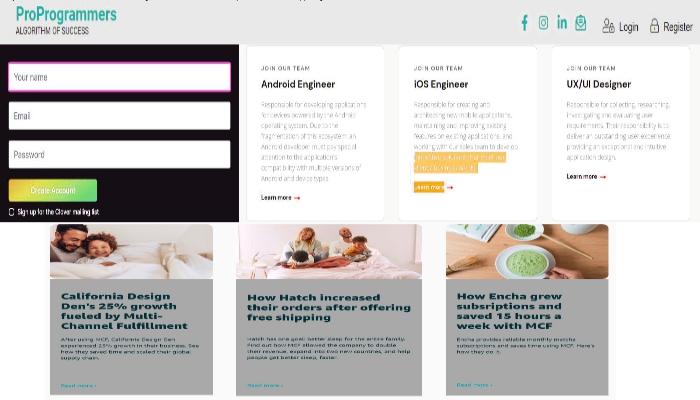 ProProgrammers
ALGORITHM OF SUCCESS
Login
Register
Your name
Email
Password
Create Account
Sign up for the Clover mailing list
JOIN OUR TEAM
Android Engineer
Responsible for developing applications
for devices powered by the Android
operating system. Due to the
fragmentation of this ecosystem, an
Android developer must pay special
attention to the application's
compatibility with multiple versions of
Android and device types.
Learn more →
JOIN OUR TEAM
iOS Engineer
Responsible for creating and
architecting new mobile applications,
maintaining and improving existing
features on existing applications, and
working with our sales team to develop
Learn more →
JOIN OUR TEAM
UX/UI Designer
Responsible for collecting, researching,
investigating and evaluating user
requirements. Their responsibility is to
deliver an outstanding user experience
providing an exceptional and intuitive
application design.
Learn more →
California Design
Den's 25% growth
fueled by Multi-
Channel Fulfillment
After using MCF, California Design Den
experienced 25% growth in their business. See
how they saved time and scaled their global
supply chain.
Read more ›
How Hatch increased
their orders after offering
free shipping
Hatch has one goal: better sleep for the entire family.
Find out how MCF allowed the company to double
their revenue, expand into two new countries, and help
people get better sleep, faster.
Read more ›
How Encha grew
subsriptions and
saved 15 hours a
week with MCF
Encha provides reliable monthly matcha
subscriptions and saves time using MCF. Here's
how they do it.
Read more ›